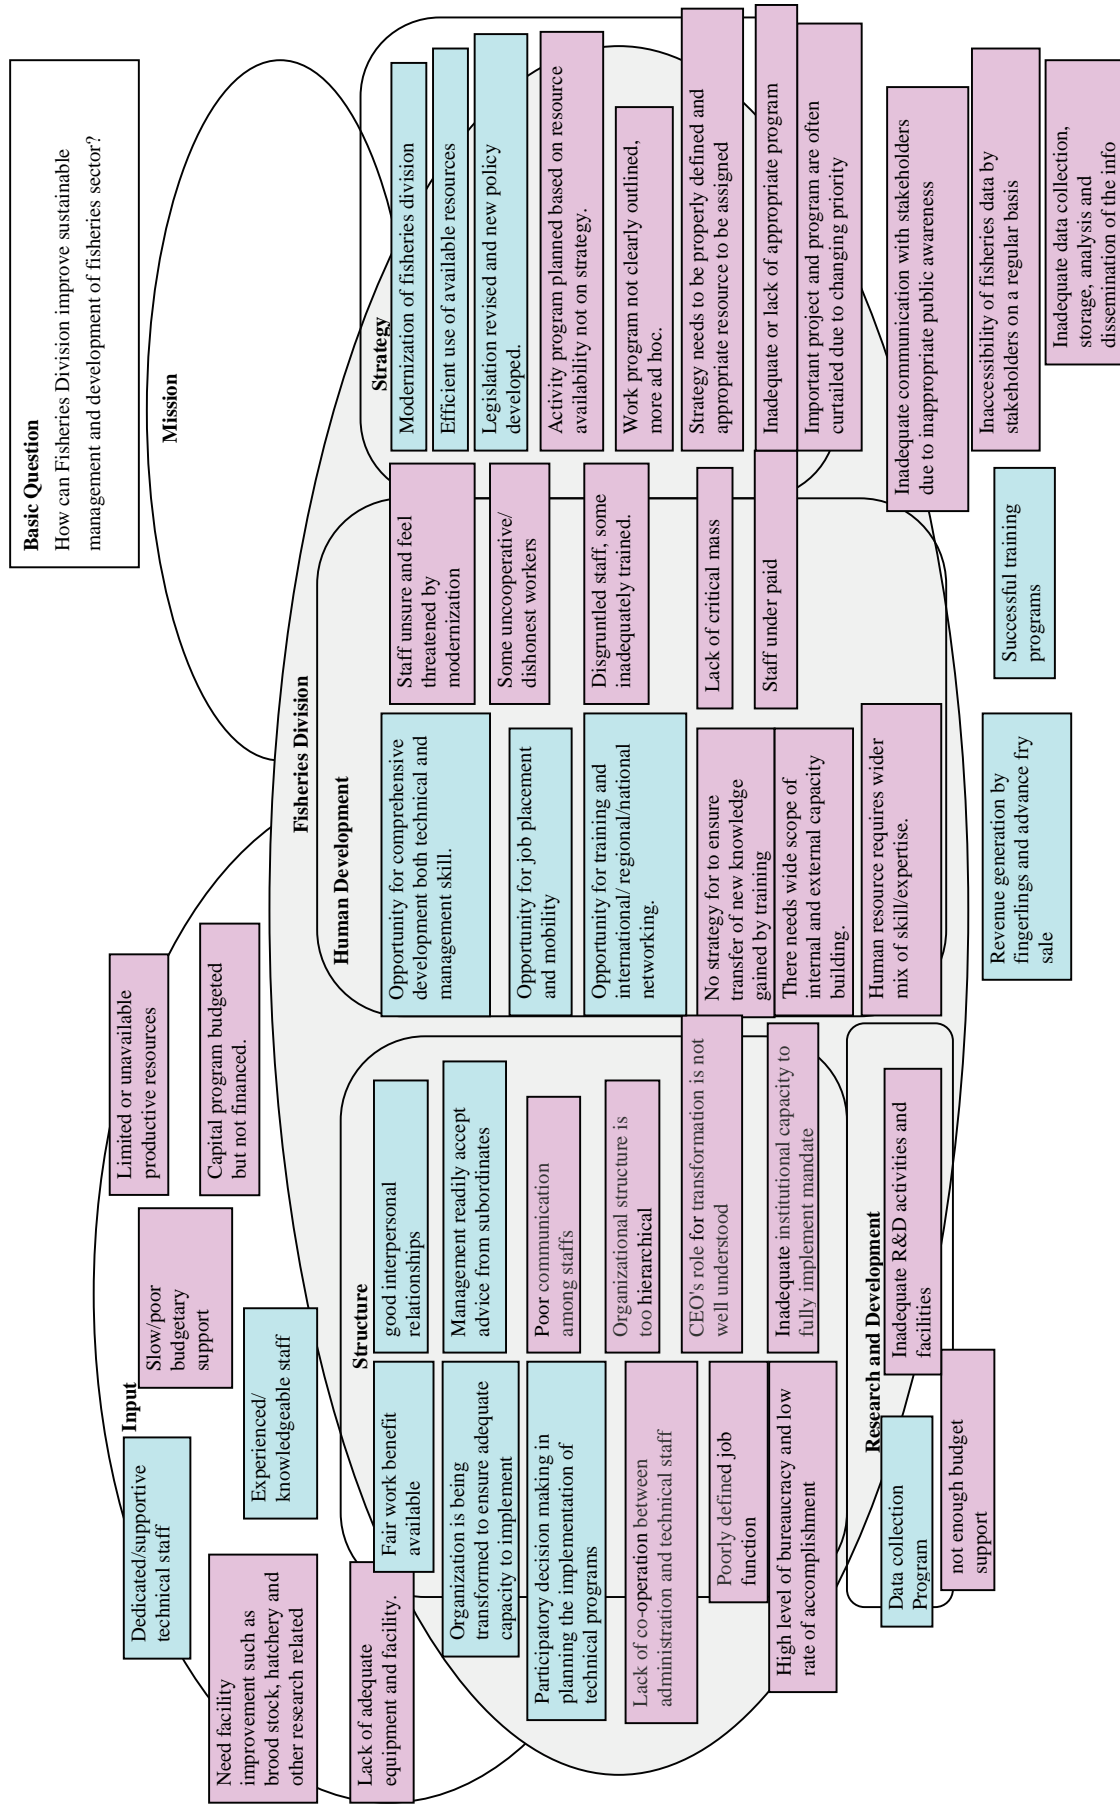 Basic Question
How can Fisheries Division improve sustainable
management and development of fisheries sector?
Mission
Input
Dedicated/supportive
technical staff
Slow/poor
budgetary
support
Limited or unavailable
productive resources
Capital program budgeted
but not financed.
Experienced/
knowledgeable staff
Need facility
improvement such as
brood stock, hatchery and
other research related
Lack of adequate
equipment and facility.
Fisheries Division
Structure
Fair work benefit
available
good interpersonal
relationships
Organization is being
transformed to ensure adequate
capacity to implement
Management readily accept
advice from subordinates
Participatory decision making in
planning the implementation of
technical programs
Poor communication
among staffs
Lack of co-operation between
administration and technical staff
Organizational structure is
too hierarchical
Poorly defined job
function
CEO's role for transformation is not
well understood
High level of bureaucracy and low
rate of accomplishment
Inadequate institutional capacity to
fully implement mandate
Human Development
Opportunity for comprehensive
development both technical and
management skill.
Staff unsure and feel
threatened by
modernization
Opportunity for job placement
and mobility
Some uncooperative/
dishonest workers
Opportunity for training and
international/ regional/national
networking.
Disgruntled staff, some
inadequately trained.
No strategy for to ensure
transfer of new knowledge
gained by training
Lack of critical mass
There needs wide scope of
internal and external capacity
building.
Staff under paid
Human resource requires wider
mix of skill/expertise.
Strategy
Modernization of fisheries division
Efficient use of available resources
Legislation revised and new policy
developed.
Activity program planned based on resource
availability not on strategy.
Work program not clearly outlined,
more ad hoc.
Strategy needs to be properly defined and
appropriate resource to be assigned
Inadequate or lack of appropriate program
Important project and program are often
curtailed due to changing priority
Research and Development
Data collection
Program
Inadequate R&D activities and
facilities
not enough budget
support
Revenue generation by
fingerlings and advance fry
sale
Successful training
programs
Inadequate communication with stakeholders
due to inappropriate public awareness
Inaccessibility of fisheries data by
stakeholders on a regular basis
Inadequate data collection,
storage, analysis and
dissemination of the info